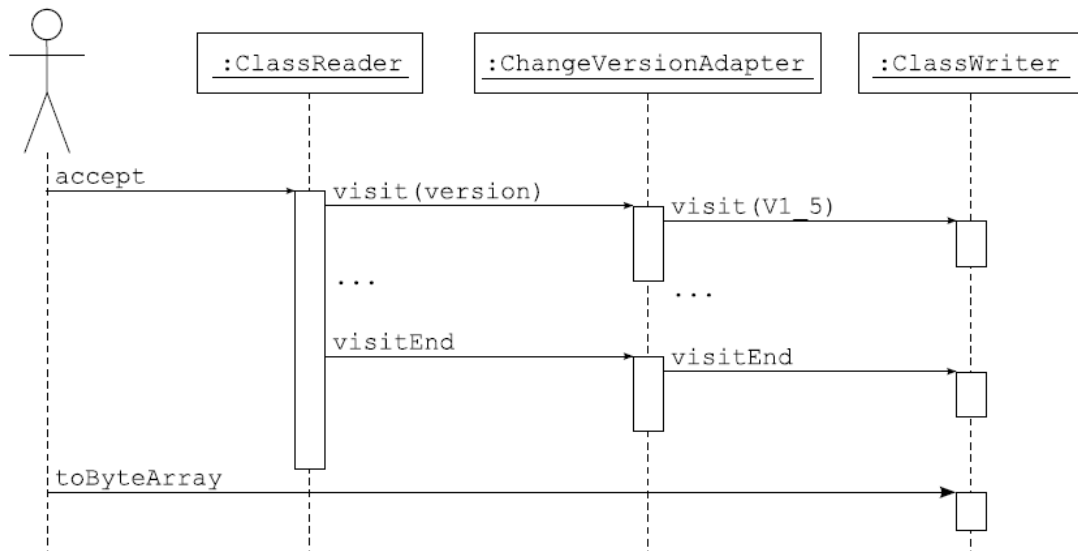 :ClassReader
:ChangeVersionAdapter
:ClassWriter
accept
visit(version)
visit(V1_5)
...
...
visitEnd
visitEnd
toByteArray